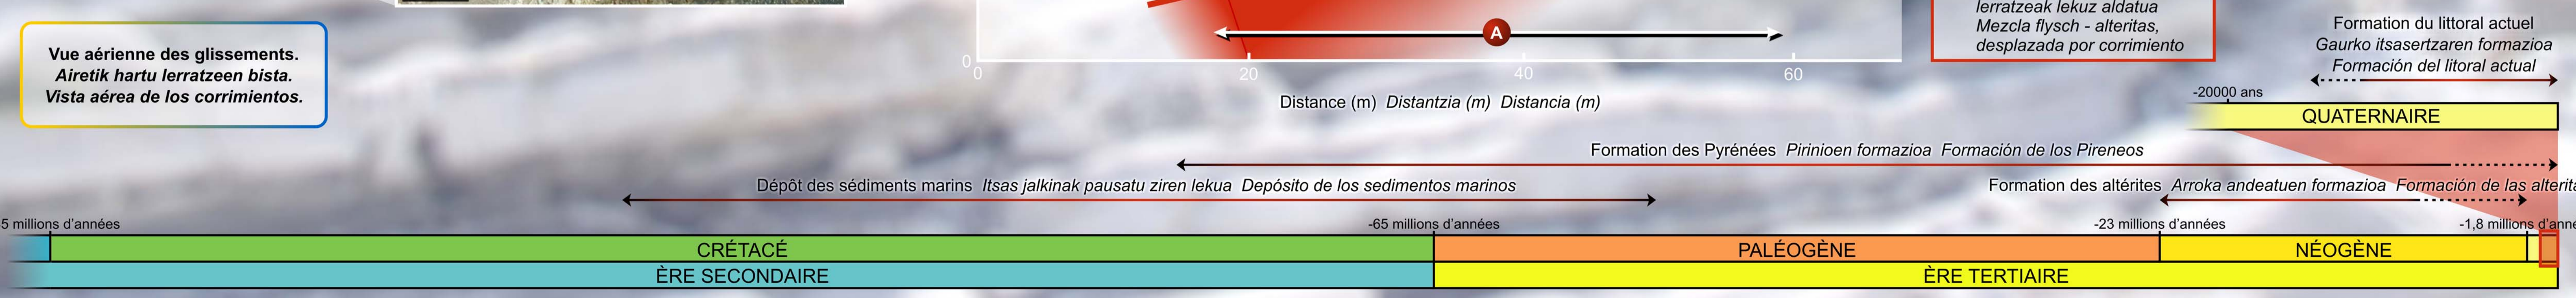 Vue aérienne des glissements.
Airetik hartu lerratzeen bista.
Vista aérea de los corrimientos.
0
0
20
40
60
A
Distance (m) Distantzia (m) Distancia (m)
lerratzeak lekuz aldatua
Mezcla flysch - alteritas,
desplazada por corrimiento
Formation du littoral actuel
Gaurko itsasertzaren formazioa
Formación del litoral actual
-20000 ans
QUATERNAIRE
Formation des Pyrénées Pirinioen formazioa Formación de los Pireneos
Dépôt des sédiments marins Itsas jalkinak pausatu ziren lekua Depósito de los sedimentos marinos
Formation des altérites Arroka andeatuen formazioa Formación de las
5 millions d'années
-65 millions d'années
-23 millions d'années
-1,8 millions
CRÉTACÉ
PALÉOGÈNE
NÉOGÈNE
ÈRE SECONDAIRE
ÈRE TERTIAIRE